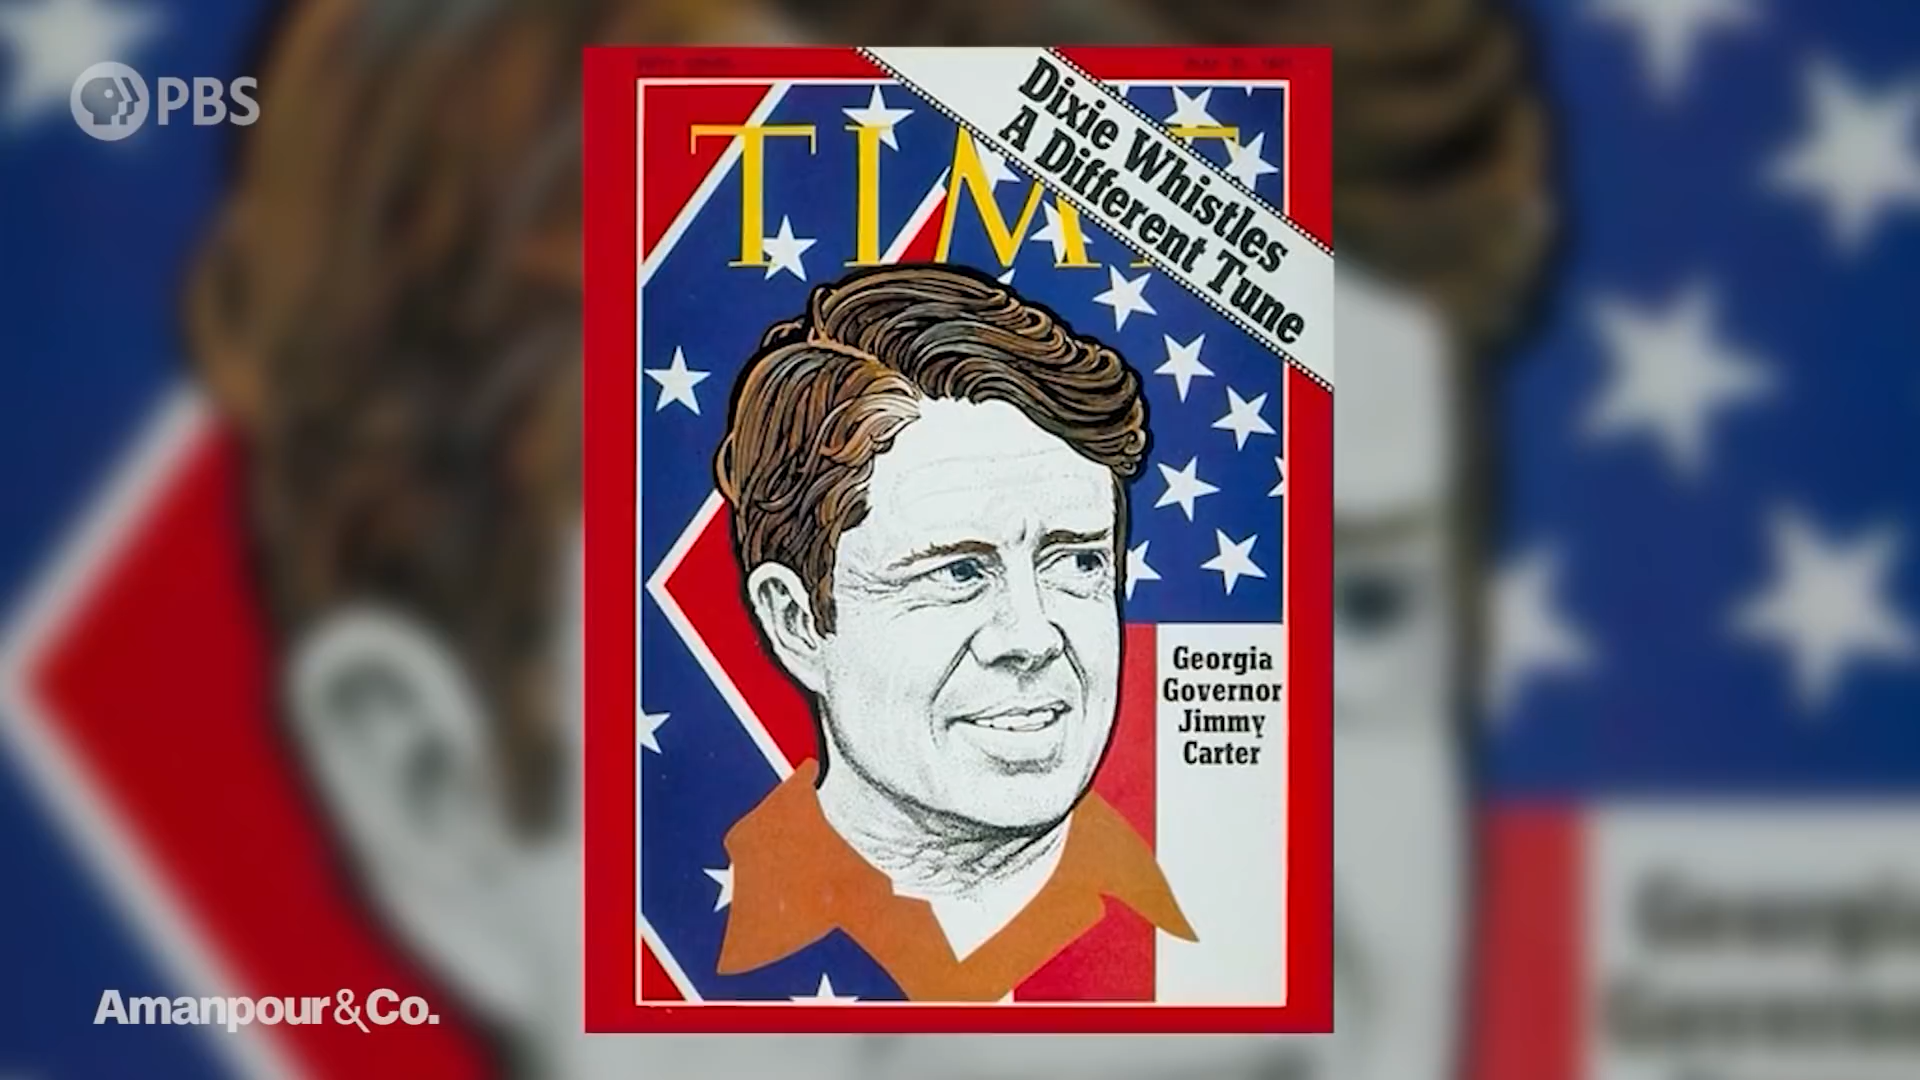 PBS
TIME
Dixie Whistles
A Different Tune
Georgia
Governor
Jimmy
Carter
Amanpour&Co.